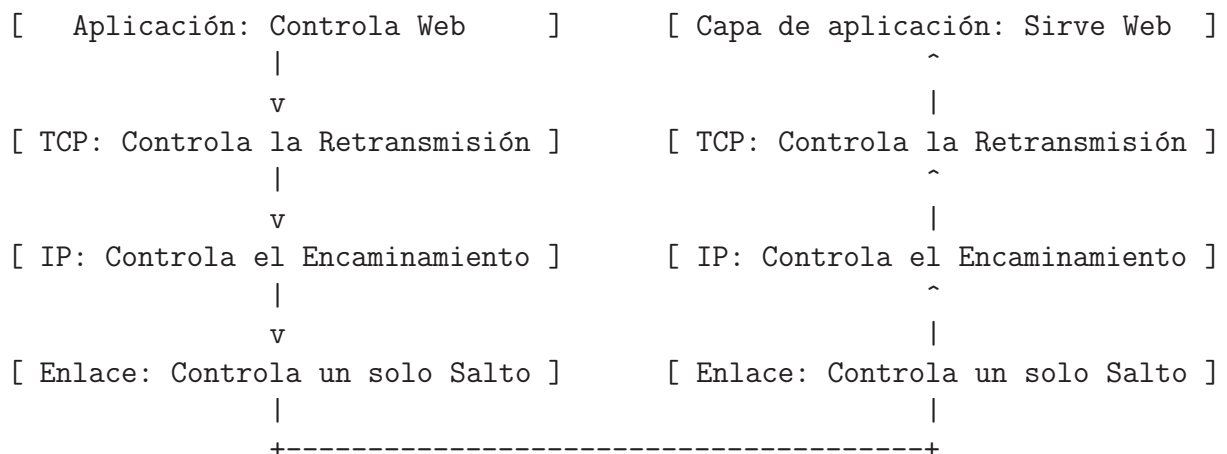 [   Aplicación: Controla Web     ]      [ Capa de aplicación: Sirve Web  ]
                |                                       ^
                v                                       |
[ TCP: Controla la Retransmisión ]      [ TCP: Controla la Retransmisión ]
                |                                       ^
                v                                       |
[ IP: Controla el Encaminamiento ]      [ IP: Controla el Encaminamiento ]
                |                                       ^
                v                                       |
[ Enlace: Controla un solo Salto ]      [ Enlace: Controla un solo Salto ]
                |                                       |
                +---------------------------------------+